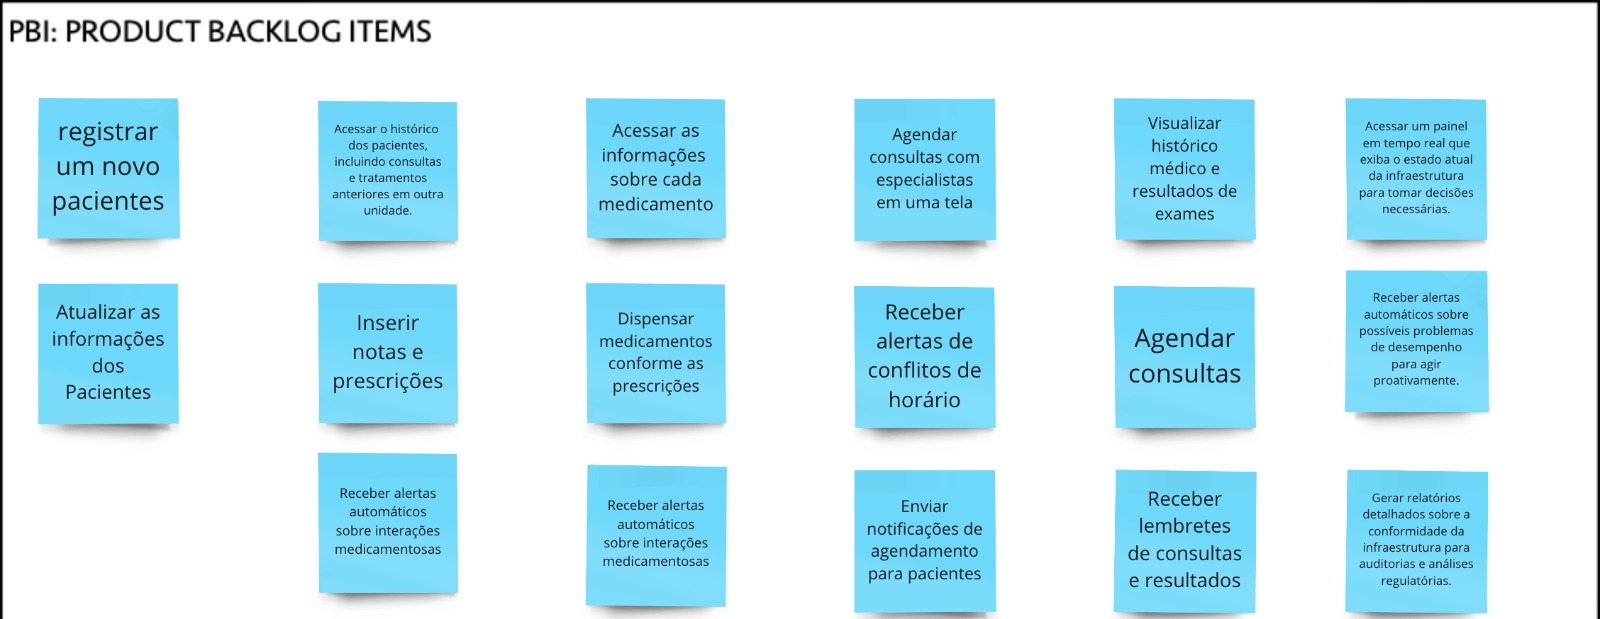 PBI: PRODUCT BACKLOG ITEMS
registrar
um novo
pacientes
Acessar o histórico
dos pacientes,
incluindo consultas
e tratamentos
anteriores em outra
unidade.
Acessar as
informações
sobre cada
medicamento
Agendar
consultas com
especialistas
em uma tela
Visualizar
histórico
médico e
resultados de
exames
Acessar um painel
em tempo real que
exiba o estado atual
da infraestrutura
para tomar decisões
necessárias.
Atualizar as
informações
dos
Pacientes
Inserir
notas e
prescrições
Dispensar
medicamentos
conforme as
prescrições
Receber
alertas de
conflitos de
horário
Agendar
consultas
Receber alertas
automáticos sobre
possíveis problemas
de desempenho
para agir
proativamente.
Receber alertas
automáticos
sobre interações
medicamentosas
Receber alertas
automáticos
sobre interações
medicamentosas
Enviar
notificações de
agendamento
para pacientes
Receber
lembretes
de consultas
e resultados
Gerar relatórios
detalhados sobre a
conformidade da
infraestrutura para
auditorias e análises
regulatórias.